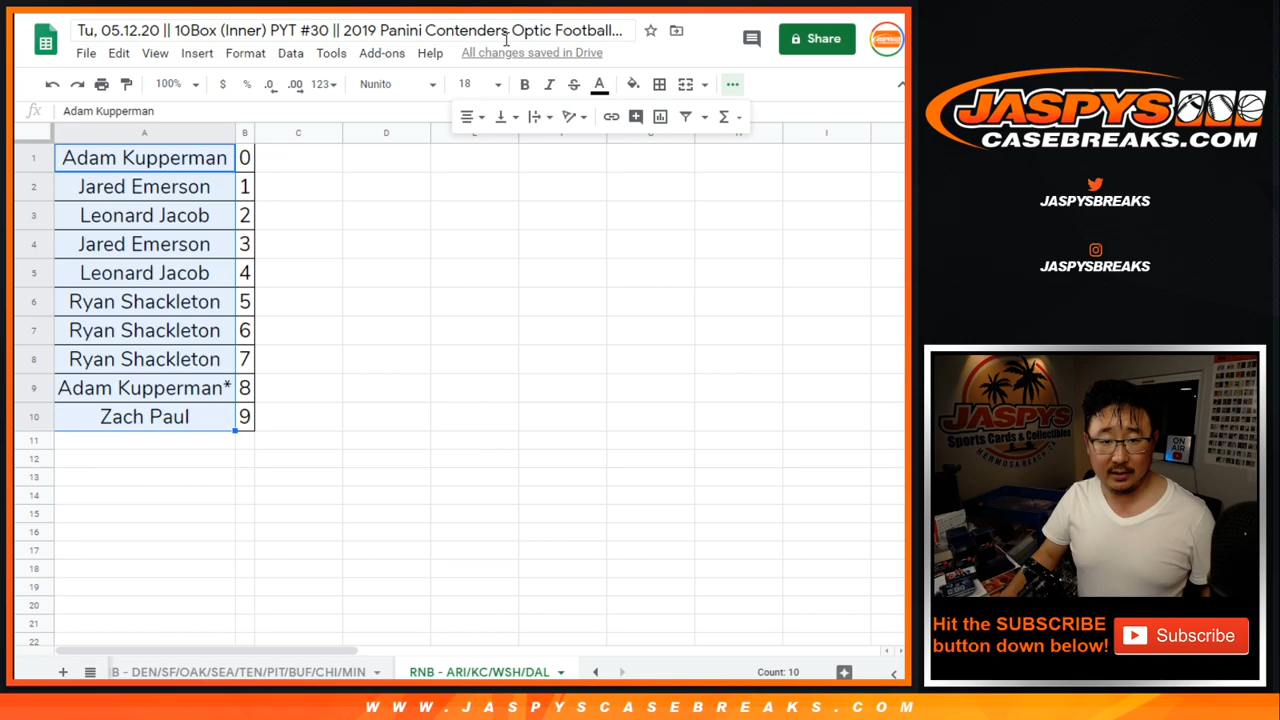 Tu, 05.12.20 || 10Box (Inner) PYT #30 || 2019 Panini Contenders Optic Football...
Share
File Edit View Insert Format Data Tools Add-ons Help All changes saved in Drive
100% $ % .0 .00 123 Nunito 18 B I S A
fx Adam Kupperman
A B C D E F G H I
1 Adam Kupperman 0
2 Jared Emerson 1
3 Leonard Jacob 2
4 Jared Emerson 3
5 Leonard Jacob 4
6 Ryan Shackleton 5
7 Ryan Shackleton 6
8 Ryan Shackleton 7
9 Adam Kupperman* 8
10 Zach Paul 9
11
12
13
14
15
16
17
18
19
20
21
22
B - DEN/SF/OAK/SEA/TEN/PIT/BUF/CHI/MIN RNB - ARI/KC/WSH/DAL Count: 10
JASPYS
CASEBREAKS.COM
JASPYSBREAKS
JASPYSBREAKS
JASPYS
Sports Cards & Collectibles
HERMOSA BEACH, CA
ON
AIR
Hit the SUBSCRIBE
button down below!
Subscribe
WWW.JASPYSCASEBREAKS.COM